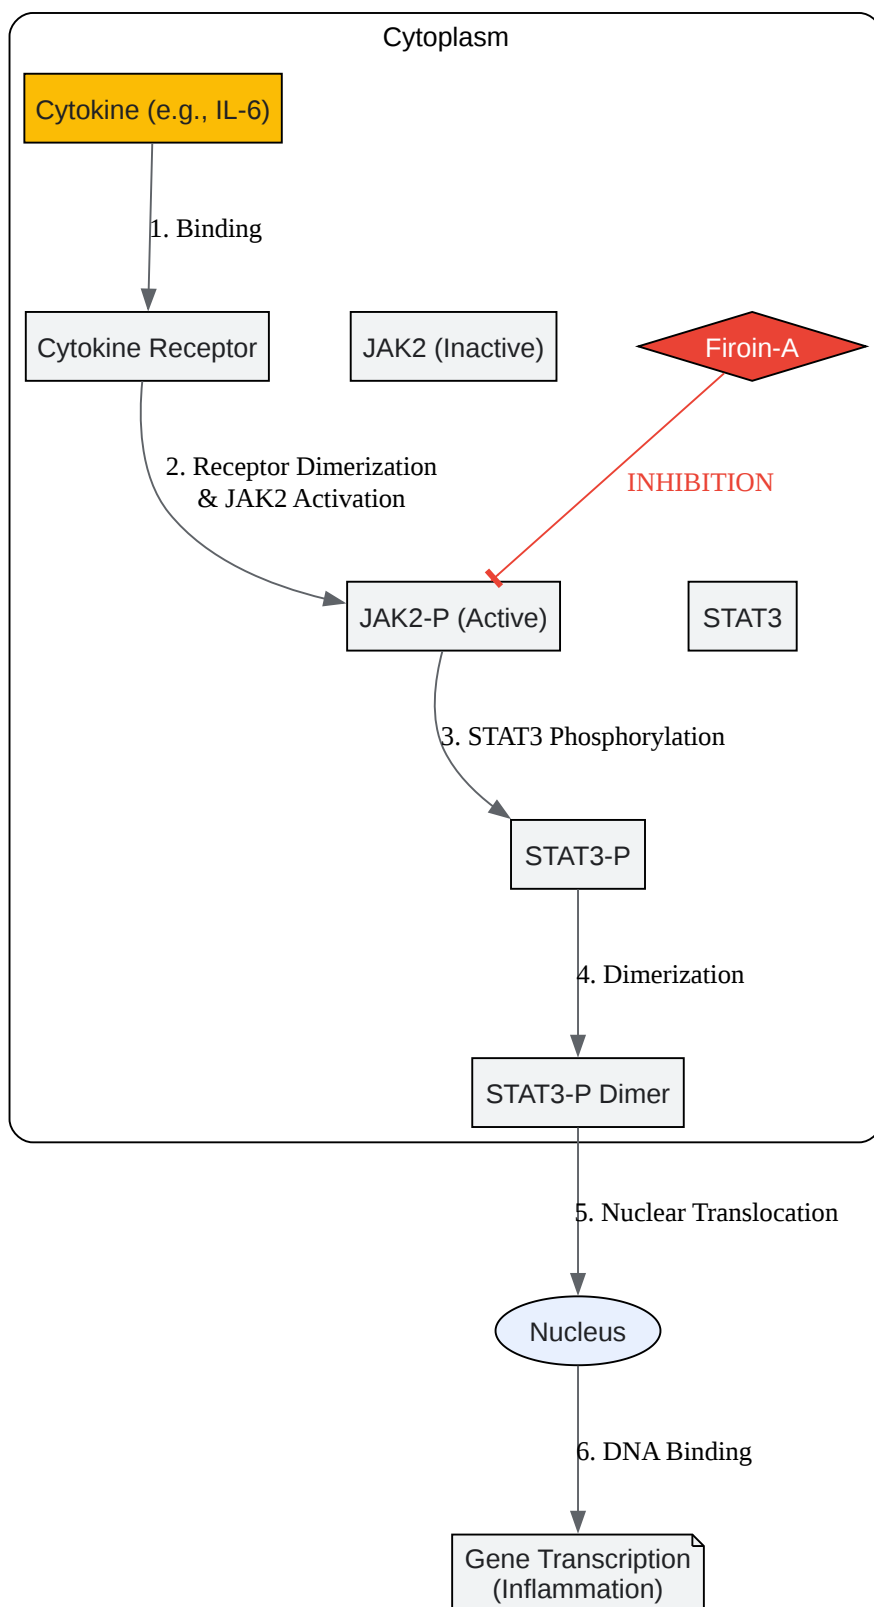 Cytoplasm
Cytokine (e.g., IL-6)
1. Binding
Cytokine Receptor
JAK2 (Inactive)
Firoin-A
2. Receptor Dimerization
& JAK2 Activation
INHIBITION
JAK2-P (Active)
STAT3
3. STAT3 Phosphorylation
STAT3-P
4. Dimerization
STAT3-P Dimer
5. Nuclear Translocation
Nucleus
6. DNA Binding
Gene Transcription
(Inflammation)